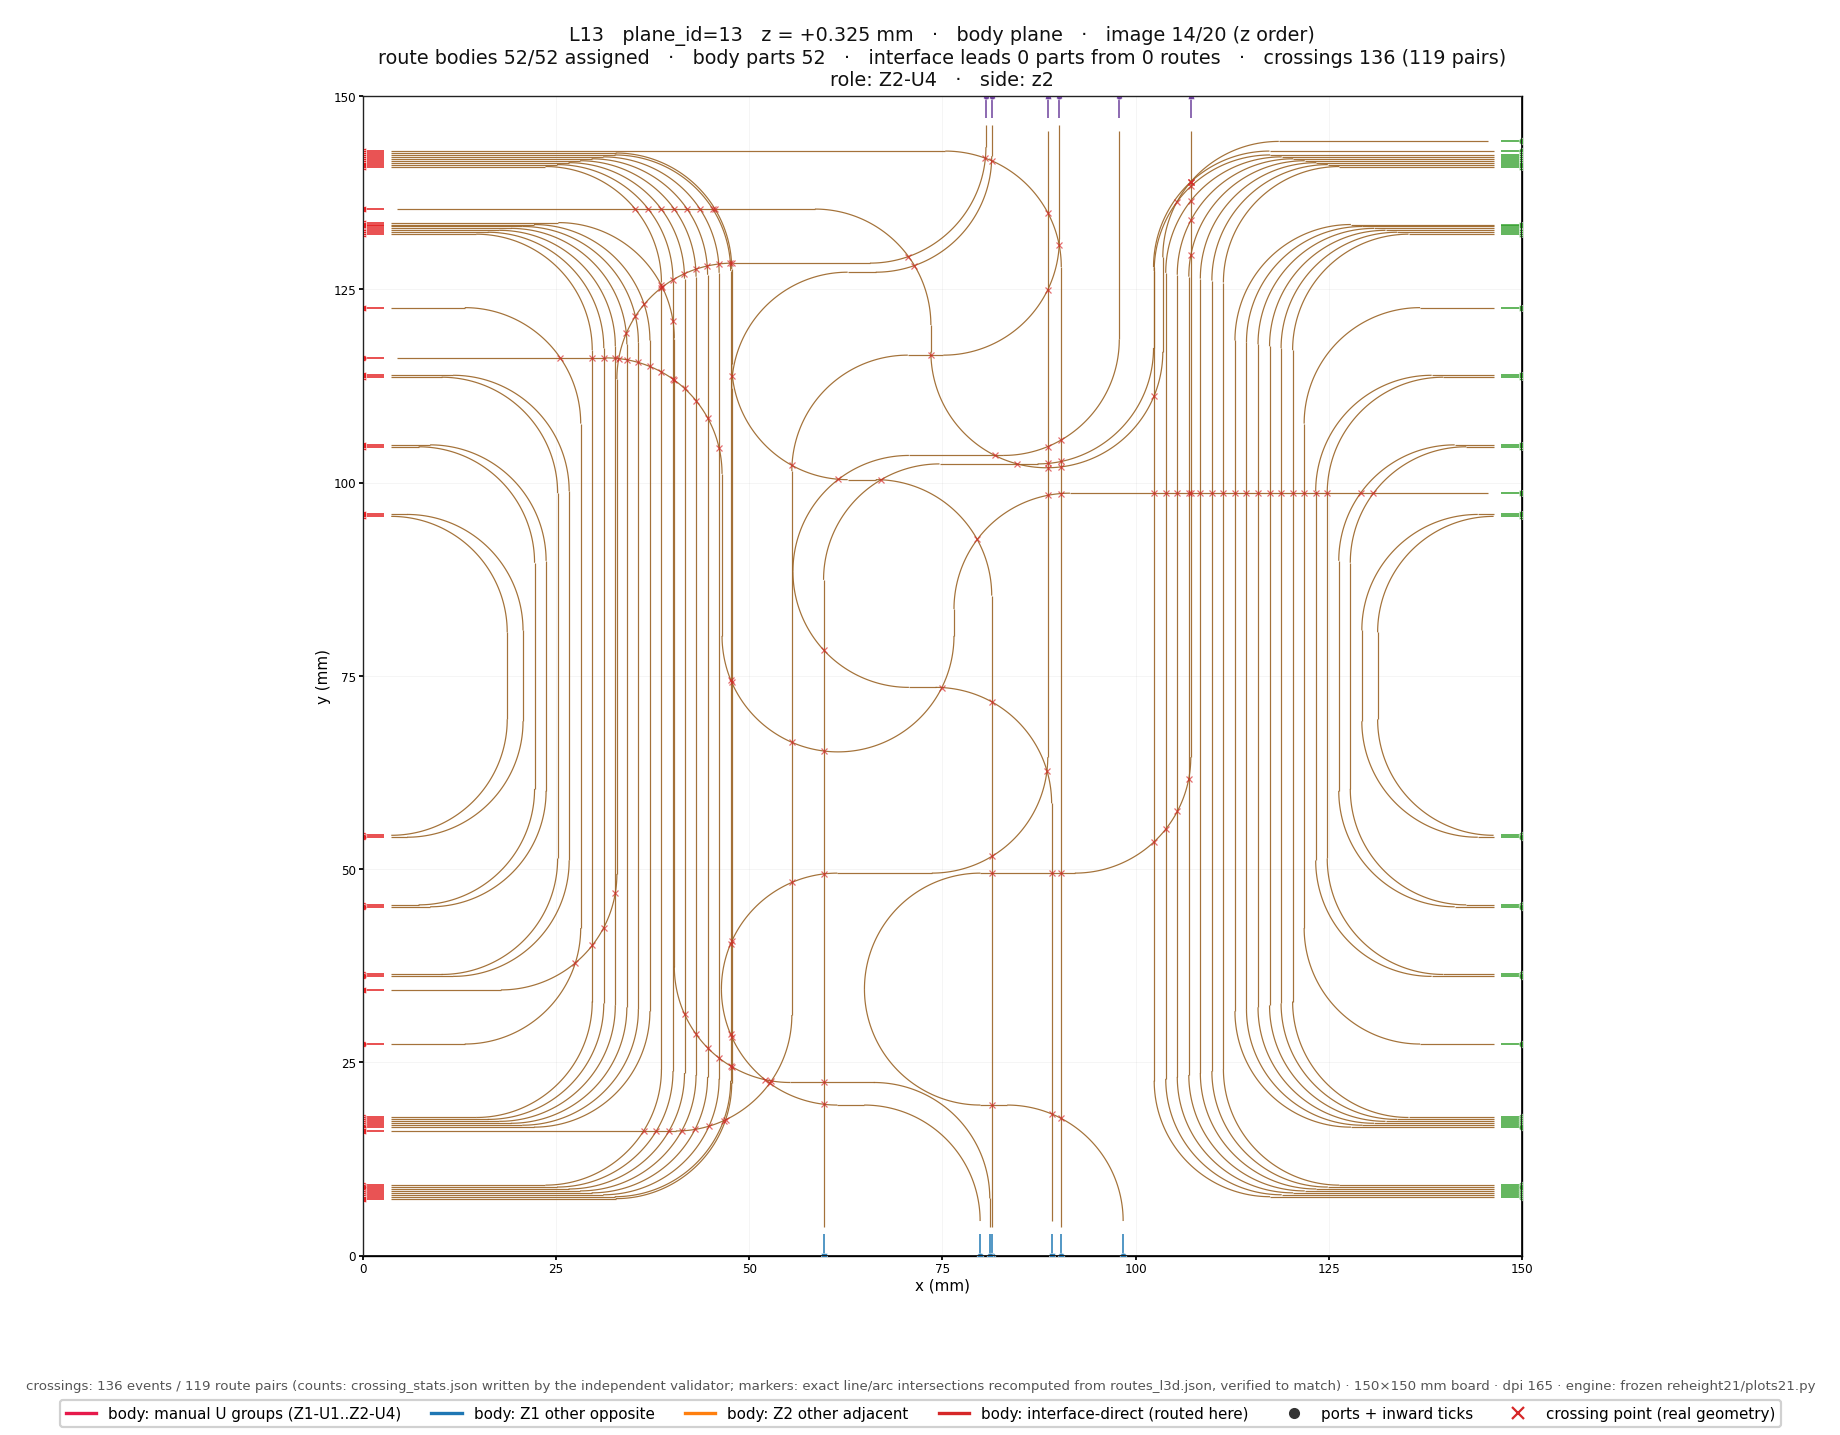 L13   plane_id=13   z = +0.325 mm   ·   body plane   ·   image 14/20 (z order)
route bodies 52/52 assigned   ·   body parts 52   ·   interface leads 0 parts from 0 routes   ·   crossings 136 (119 pairs)
role: Z2-U4   ·   side: z2
150
125
100
75
50
25
0
y (mm)
0 25 50 75 100 125 150
x (mm)
crossings: 136 events / 119 route pairs (counts: crossing_stats.json written by the independent validator; markers: exact line/arc intersections recomputed from routes_l3d.json, verified to match) · 150×150 mm board · dpi 165 · engine: frozen reheight21/plots21.py
body: manual U groups (Z1-U1..Z2-U4) body: Z1 other opposite body: Z2 other adjacent body: interface-direct (routed here) ports + inward ticks crossing point (real geometry)